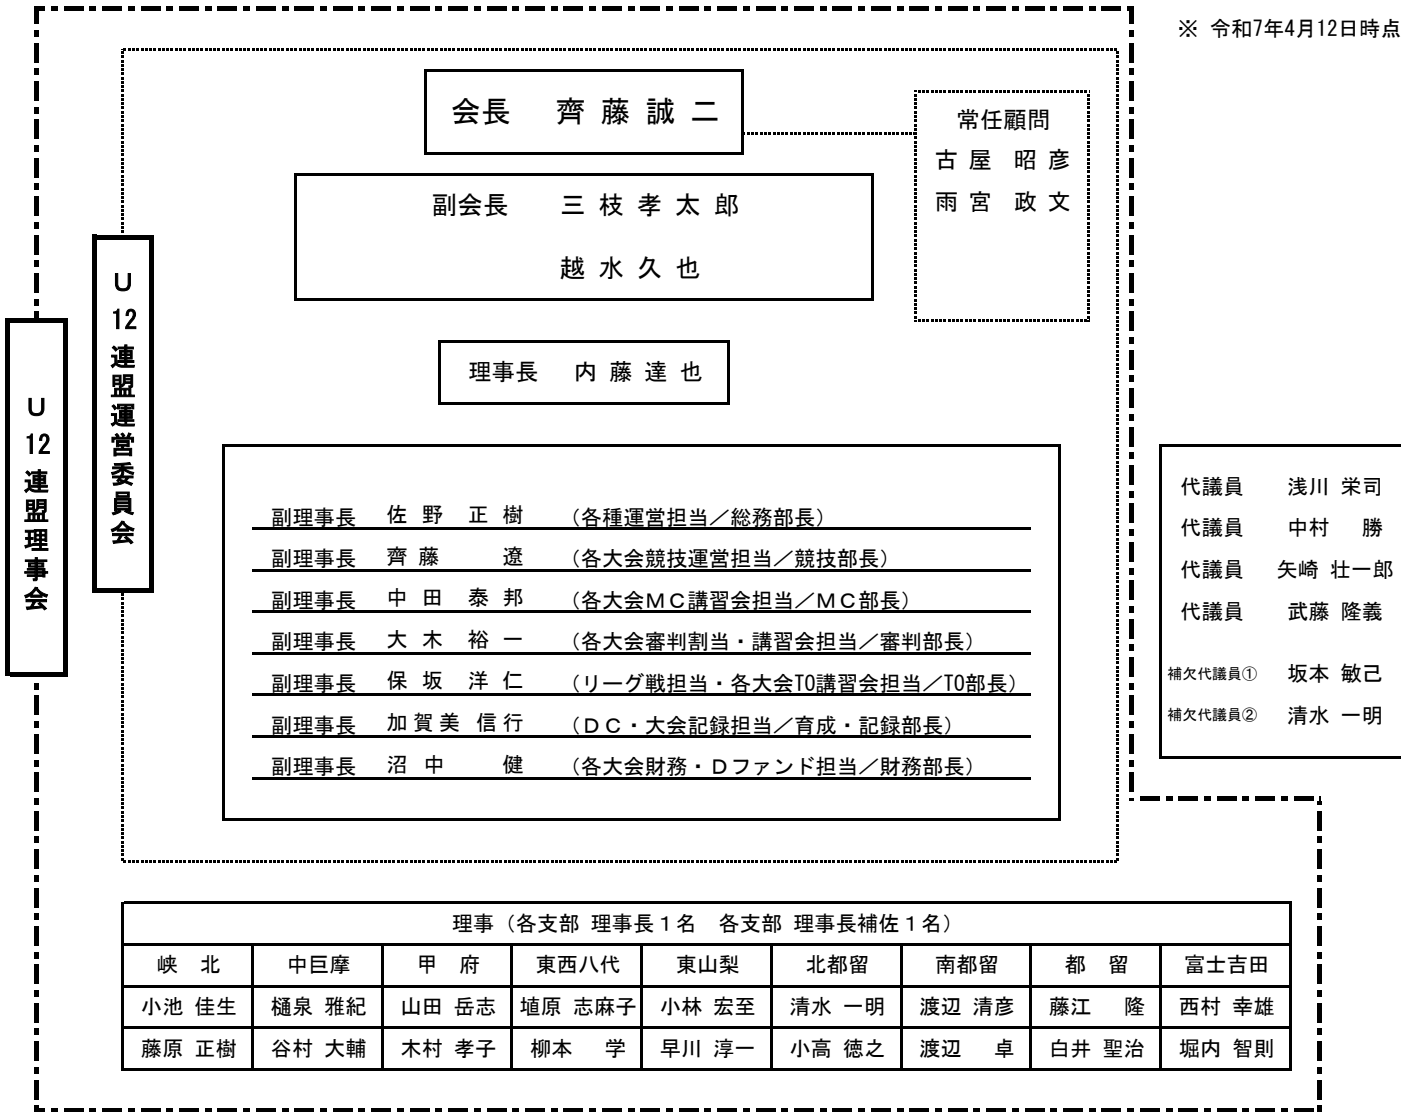 ※ 令和7年4月12日時点
会長 齊藤誠二
常任顧問
古屋 昭彦
雨宮 政文
副会長 三枝孝太郎
越水久也
U12連盟運営委員会
U12連盟理事会
理事長 内藤達也
副理事長 佐野 正樹 （各種運営担当／総務部長）
副理事長 齊藤 遼 （各大会競技運営担当／競技部長）
副理事長 中田 泰邦 （各大会ＭＣ講習会担当／ＭＣ部長）
副理事長 大木 裕一 （各大会審判割当・講習会担当／審判部長）
副理事長 保坂 洋仁 （リーグ戦担当・各大会TO講習会担当／TO部長）
副理事長 加賀美 信行 （ＤＣ・大会記録担当／育成・記録部長）
副理事長 沼中 健 （各大会財務・Ｄファンド担当／財務部長）
代議員 浅川 栄司
代議員 中村 勝
代議員 矢崎 壮一郎
代議員 武藤 隆義
補欠代議員① 坂本 敏己
補欠代議員② 清水 一明
理事（各支部 理事長１名 各支部 理事長補佐１名）
峡 北 中巨摩 甲 府 東西八代 東山梨 北都留 南都留 都 留 富士吉田
小池 佳生 樋泉 雅紀 山田 岳志 埴原 志麻子 小林 宏至 清水 一明 渡辺 清彦 藤江 隆 西村 幸雄
藤原 正樹 谷村 大輔 木村 孝子 柳本 学 早川 淳一 小高 徳之 渡辺 卓 白井 聖治 堀内 智則